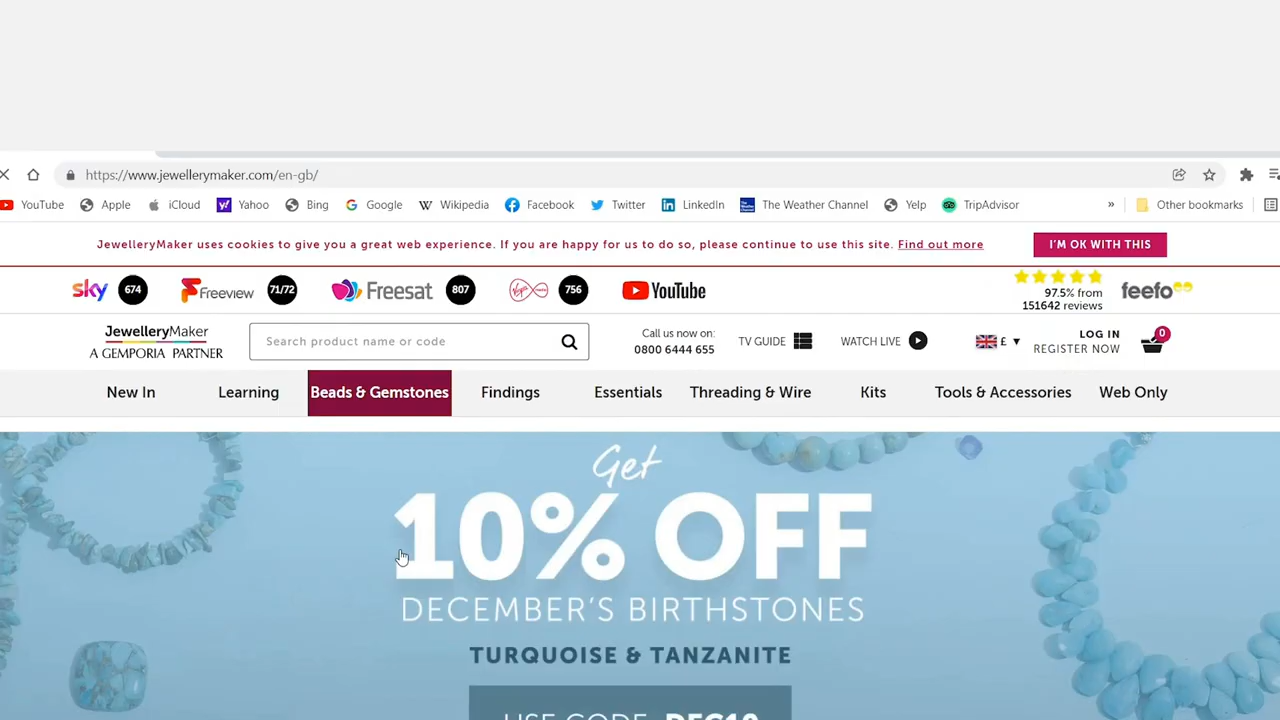 https://www.jewellerymaker.com/en-gb/
YouTube Apple iCloud Yahoo Bing Google Wikipedia Facebook Twitter LinkedIn The Weather Channel Yelp TripAdvisor » Other bookmarks
JewelleryMaker uses cookies to give you a great web experience. If you are happy for us to do so, please continue to use this site. Find out more
I'M OK WITH THIS
sky 674 Freeview 71/72 Freesat 807 Virgin 756 YouTube
97.5% from
151642 reviews
feefo
JewelleryMaker
A GEMPORIA PARTNER
Search product name or code
Call us now on:
0800 6444 655
TV GUIDE
WATCH LIVE
£
LOG IN
REGISTER NOW
0
New In Learning Beads & Gemstones Findings Essentials Threading & Wire Kits Tools & Accessories Web Only
Get
10% OFF
DECEMBER'S BIRTHSTONES
TURQUOISE & TANZANITE
USE CODE